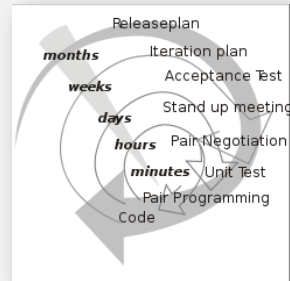 Releaseplan
Iteration plan
months
Acceptance Test
weeks
Stand up meeting
days
Pair Negotiation
hours
Unit Test
minutes
Pair Programming
Code